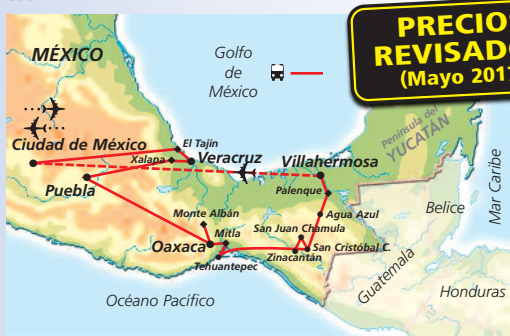 PRECIO
REVISADO
(Mayo 201
MÉXICO
Golfo
de
México
Península del
YUCATÁN
Mar Caribe
Ciudad de México
El Tajín
Xalapa
Veracruz
Villahermosa
Puebla
Palenque
Monte Albán
Agua Azul
Belice
San Juan Chamula
Mitla
Oaxaca
San Cristóbal C.
Zinacantán
Tehuantepec
Guatemala
Océano Pacífico
Honduras